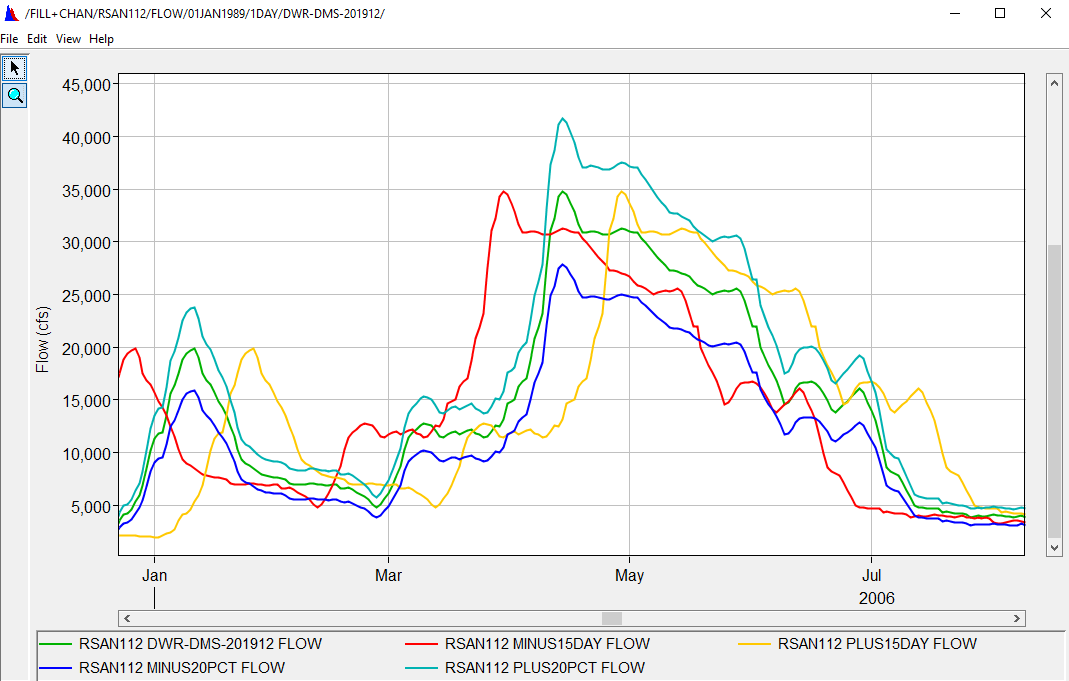 /FILL+CHAN/RSAN112/FLOW/01JAN1989/1DAY/DWR-DMS-201912/
File Edit View Help
45,000
40,000
35,000
30,000
25,000
20,000
15,000
10,000
5,000
Flow (cfs)
Jan Mar May Jul
2006
RSAN112 DWR-DMS-201912 FLOW RSAN112 MINUS15DAY FLOW RSAN112 PLUS15DAY FLOW
RSAN112 MINUS20PCT FLOW RSAN112 PLUS20PCT FLOW